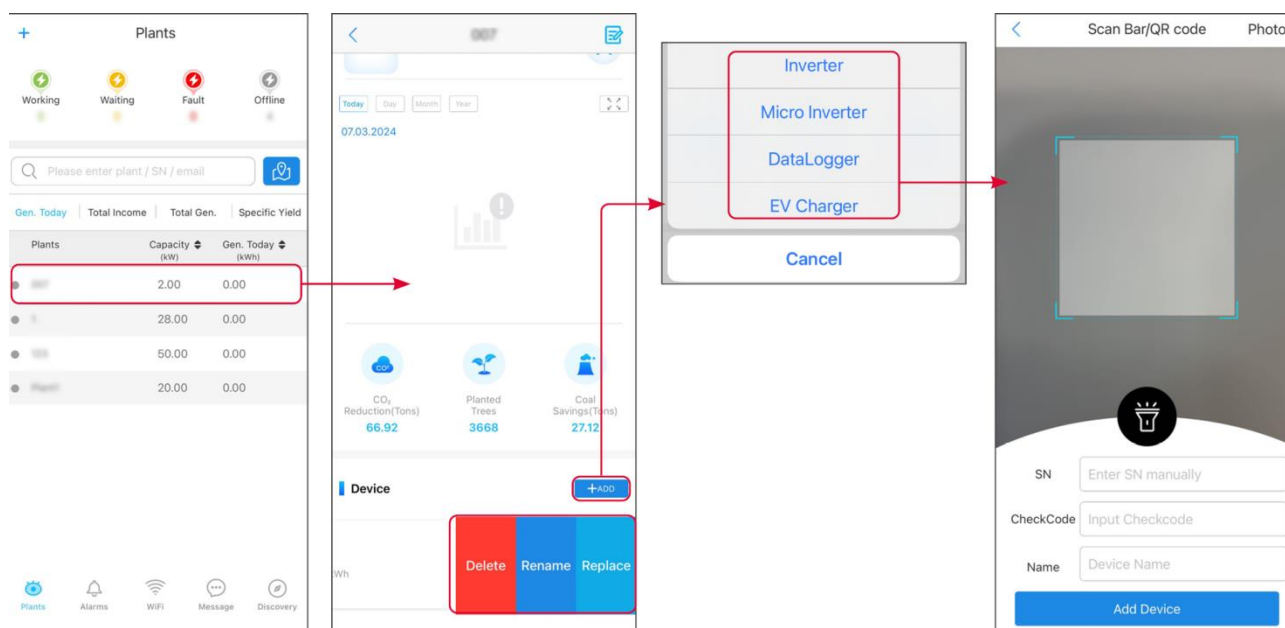 Plants
Working
Waiting
Fault
Offline
Please enter plant / SN / email
Gen. Today
Total Income
Total Gen.
Specific Yield
Plants
Capacity
(kW)
Gen. Today
(kWh)
2.00
0.00
28.00
0.00
50.00
0.00
20.00
0.00
Plants
Alarms
WiFi
Message
Discovery
Today
Day
Month
Year
07.03.2024
CO₂
Reduction(Tons)
66.92
Planted
Trees
3668
Coal
Savings(Tons)
27.12
Device
+ADD
Delete
Rename
Replace
Inverter
Micro Inverter
DataLogger
EV Charger
Cancel
Scan Bar/QR code
Photo
SN
Enter SN manually
CheckCode
Input Checkcode
Name
Device Name
Add Device